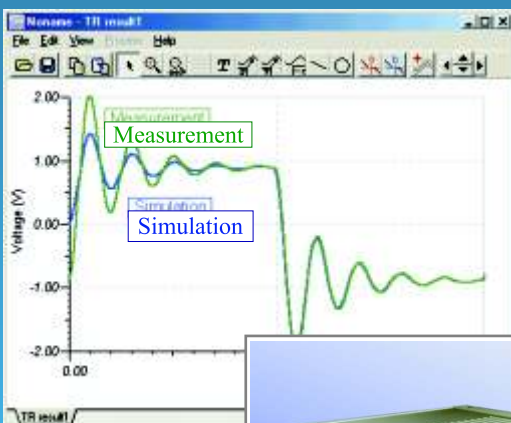 Noname - TR result1
File Edit View Process Help
T
2.00
Measurement
Measurement
1.00
Voltage (V)
0.00
Simulation
Simulation
-1.00
-2.00
0.00
TR result1